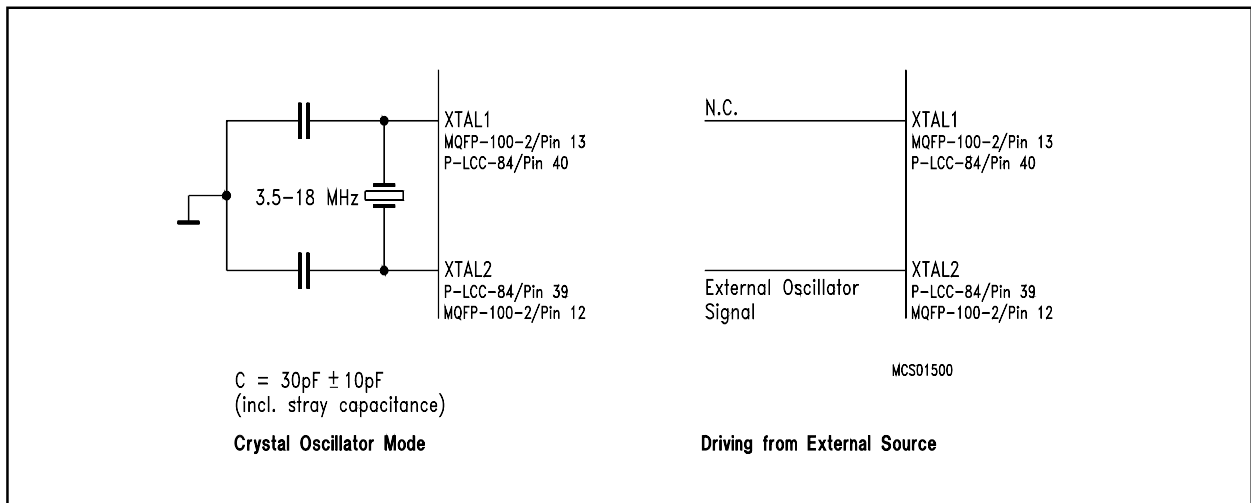 XTAL1
MQFP-100-2/Pin 13
P-LCC-84/Pin 40
3.5-18 MHz
XTAL2
P-LCC-84/Pin 39
MQFP-100-2/Pin 12
C = 30pF ± 10pF
(incl. stray capacitance)
Crystal Oscillator Mode
N.C.
XTAL1
MQFP-100-2/Pin 13
P-LCC-84/Pin 40
External Oscillator
Signal
XTAL2
P-LCC-84/Pin 39
MQFP-100-2/Pin 12
MCS01500
Driving from External Source